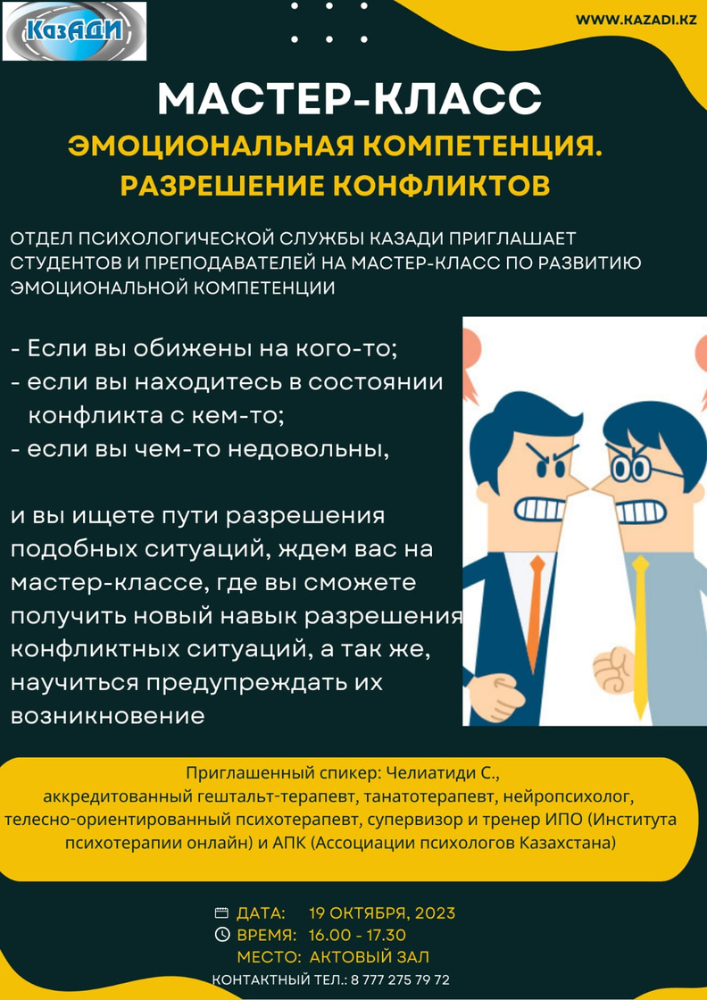 КазАДИ
WWW.KAZADI.KZ
МАСТЕР-КЛАСС
ЭМОЦИОНАЛЬНАЯ КОМПЕТЕНЦИЯ.
РАЗРЕШЕНИЕ КОНФЛИКТОВ
ОТДЕЛ ПСИХОЛОГИЧЕСКОЙ СЛУЖБЫ КАЗАДИ ПРИГЛАШАЕТ
СТУДЕНТОВ И ПРЕПОДАВАТЕЛЕЙ НА МАСТЕР-КЛАСС ПО РАЗВИТИЮ
ЭМОЦИОНАЛЬНОЙ КОМПЕТЕНЦИИ
- Если вы обижены на кого-то;
- если вы находитесь в состоянии
конфликта с кем-то;
- если вы чем-то недовольны,
и вы ищете пути разрешения
подобных ситуаций, ждем вас на
мастер-классе, где вы сможете
получить новый навык разрешения
конфликтных ситуаций, а так же,
научиться предупреждать их
возникновение
Приглашенный спикер: Челиатиди С.,
аккредитованный гештальт-терапевт, танатотерапевт, нейропсихолог,
телесно-ориентированный психотерапевт, супервизор и тренер ИПО (Института
психотерапии онлайн) и АПК (Ассоциации психологов Казахстана)
ДАТА: 19 ОКТЯБРЯ, 2023
ВРЕМЯ: 16.00 - 17.30
МЕСТО: АКТОВЫЙ ЗАЛ
КОНТАКТНЫЙ ТЕЛ.: 8 777 275 79 72